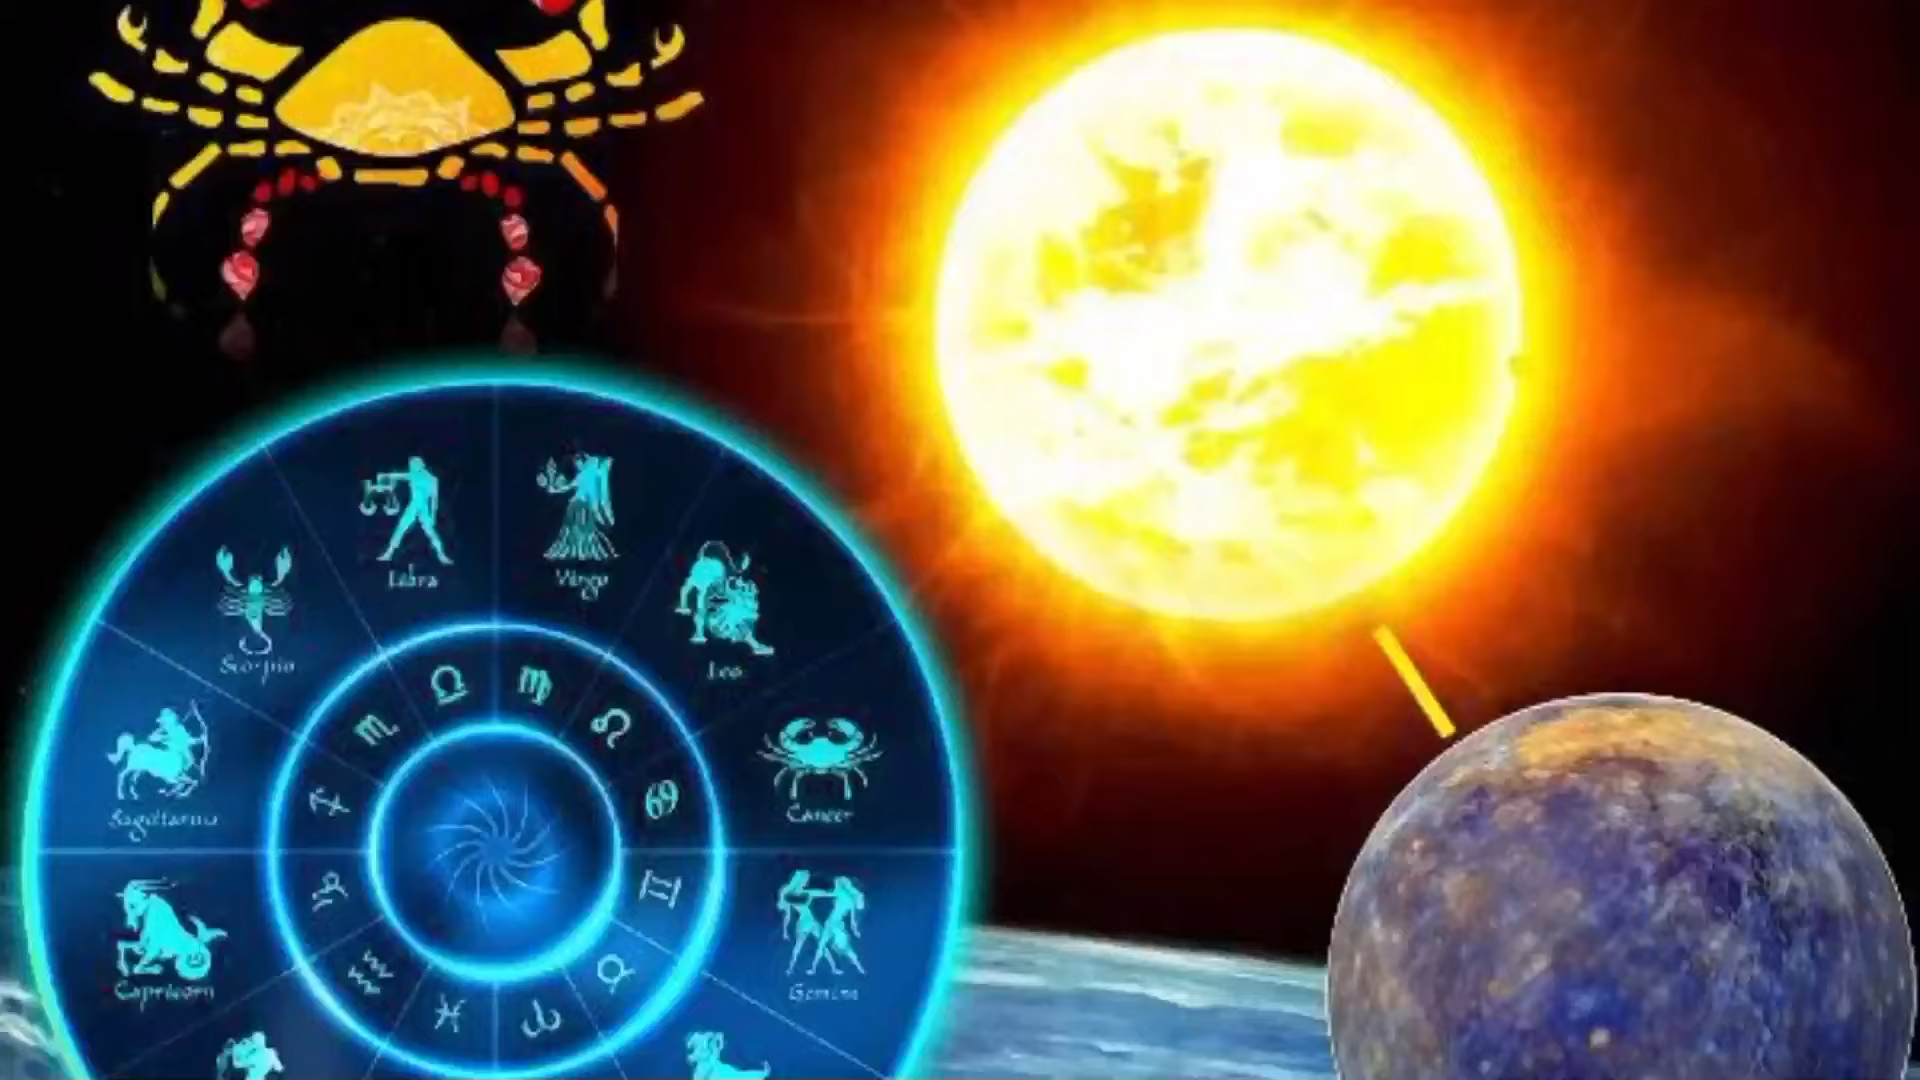 Libra
Virgo
Scorpio
Leo
Sagittarius
Cancer
Capricorn
Gemini